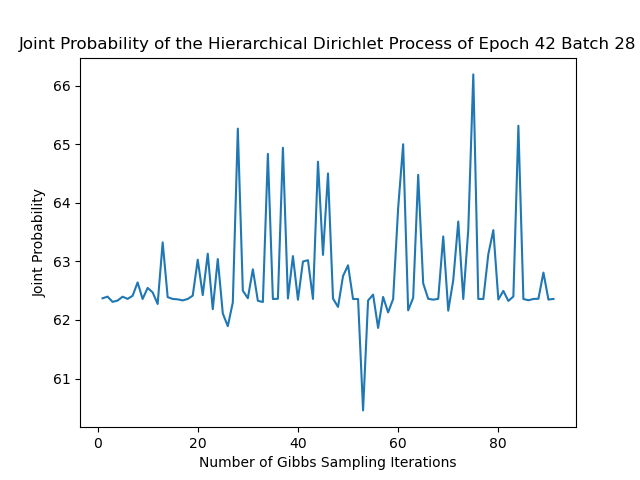 Joint Probability of the Hierarchical Dirichlet Process of Epoch 42 Batch 28
66
65
64
63
62
61
Joint Probability
0 20 40 60 80
Number of Gibbs Sampling Iterations